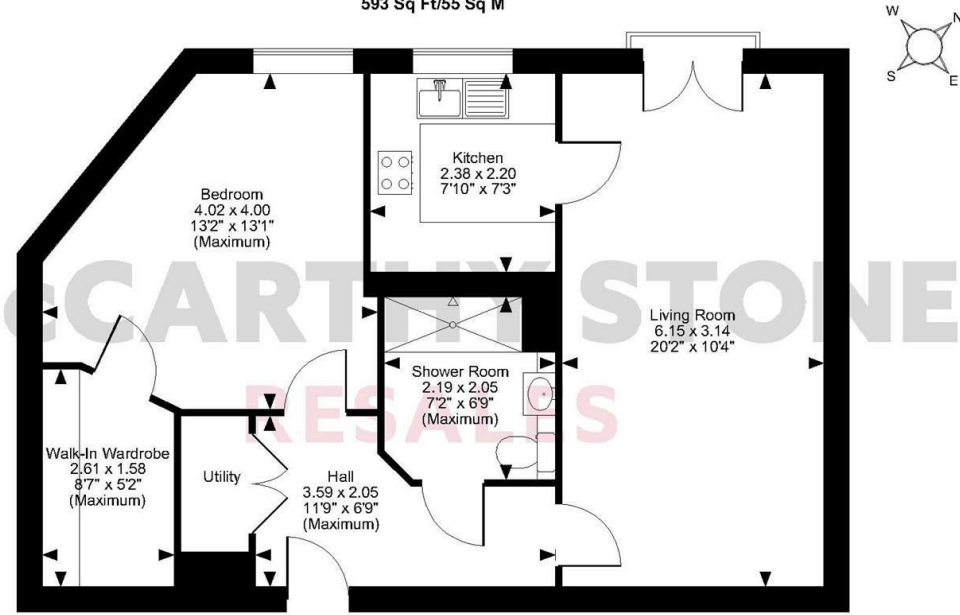 593 Sq Ft/55 Sq M
W
N
S
E
Kitchen
2.38 x 2.20
7'10" x 7'3"
Bedroom
4.02 x 4.00
13'2" x 13'1"
(Maximum)
cCARTHY STONE
RESALES
Living Room
6.15 x 3.14
20'2" x 10'4"
Shower Room
2.19 x 2.05
7'2" x 6'9"
(Maximum)
Walk-In Wardrobe
2.61 x 1.58
8'7" x 5'2"
(Maximum)
Utility
Hall
3.59 x 2.05
11'9" x 6'9"
(Maximum)